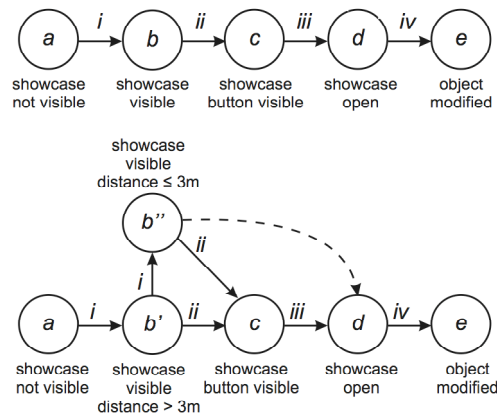 a i b ii c iii d iv e
showcase showcase showcase showcase object
not visible visible button visible open modified
showcase
visible
distance ≤ 3m
b''
i ii
a i b' ii c iii d iv e
showcase showcase showcase showcase object
not visible visible button visible open modified
distance > 3m